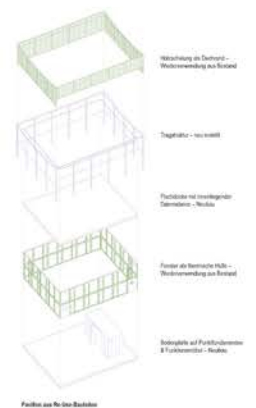 Holzschalung als Dachrand –
Wiederverwendung aus Bestand
Tragstruktur – neu erstellt
Flachdecke mit innenliegender
– Neubau
Fenster als thermische Hülle –
Wiederverwendung aus Bestand
Bodenplatte auf Punktfundamenten
& Funktionsmöbel – Neubau
Pavillon aus Re-Use-Bauteilen